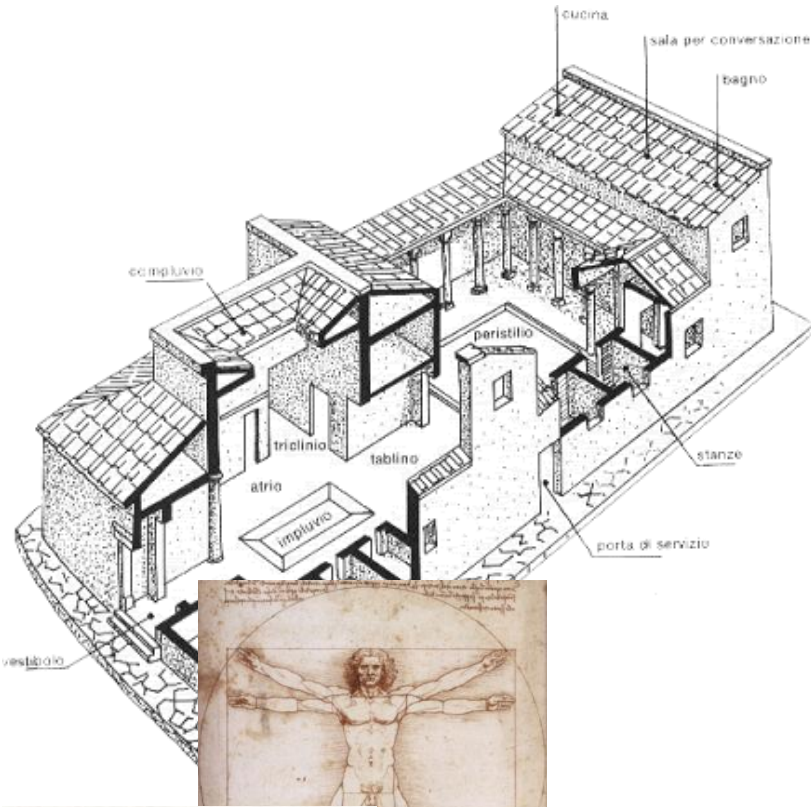 cucina
sala per conversazione
bagno
compluvio
peristilio
triclinio
tablino
stanze
atrio
impluvio
porta di servizio
vestibolo